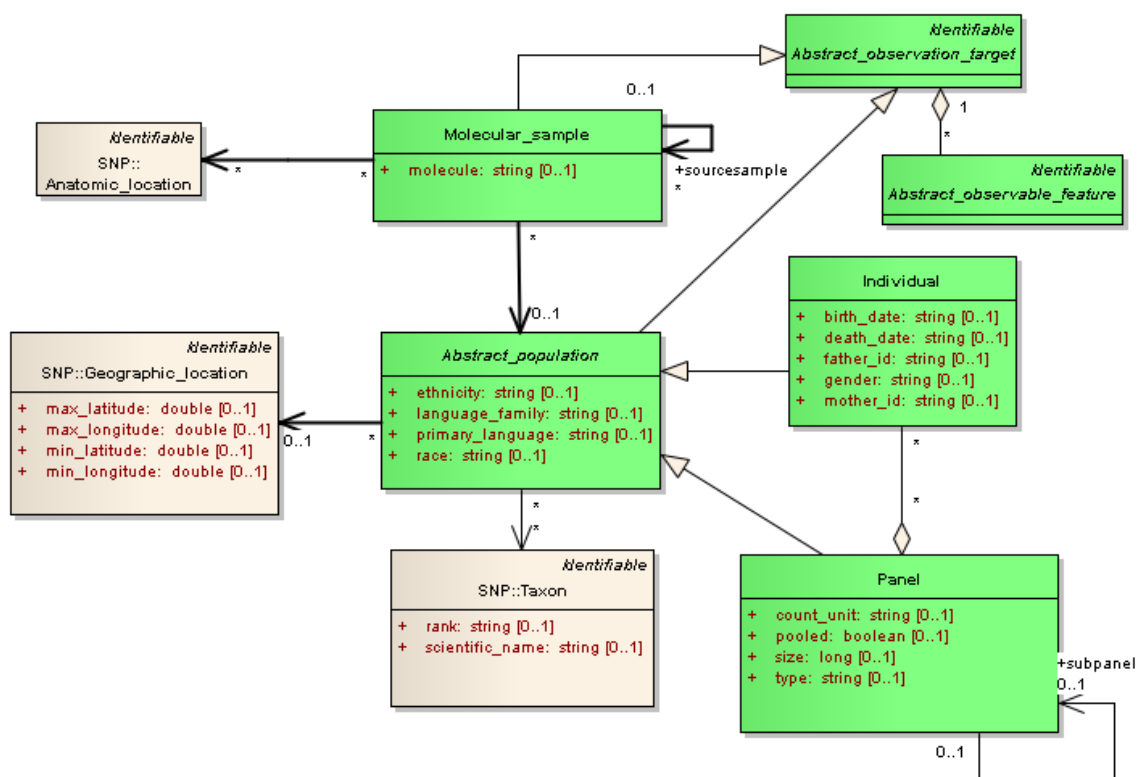 Identifiable
Abstract_observation_target
0..1
1
*
Molecular_sample
+ molecule: string [0..1]
+sourcesample
*
Identifiable
SNP::
Anatomic_location
*
*
Identifiable
Abstract_observable_feature
*
0..1
Individual
+ birth_date: string [0..1]
+ death_date: string [0..1]
+ father_id: string [0..1]
+ gender: string [0..1]
+ mother_id: string [0..1]
Identifiable
SNP::Geographic_location
+ max_latitude: double [0..1]
+ max_longitude: double [0..1]
+ min_latitude: double [0..1]
+ min_longitude: double [0..1]
0..1
*
Abstract_population
+ ethnicity: string [0..1]
+ language_family: string [0..1]
+ primary_language: string [0..1]
+ race: string [0..1]
*
*
*
*
Identifiable
SNP::Taxon
+ rank: string [0..1]
+ scientific_name: string [0..1]
Panel
+ count_unit: string [0..1]
+ pooled: boolean [0..1]
+ size: long [0..1]
+ type: string [0..1]
+subpanel
0..1
0..1